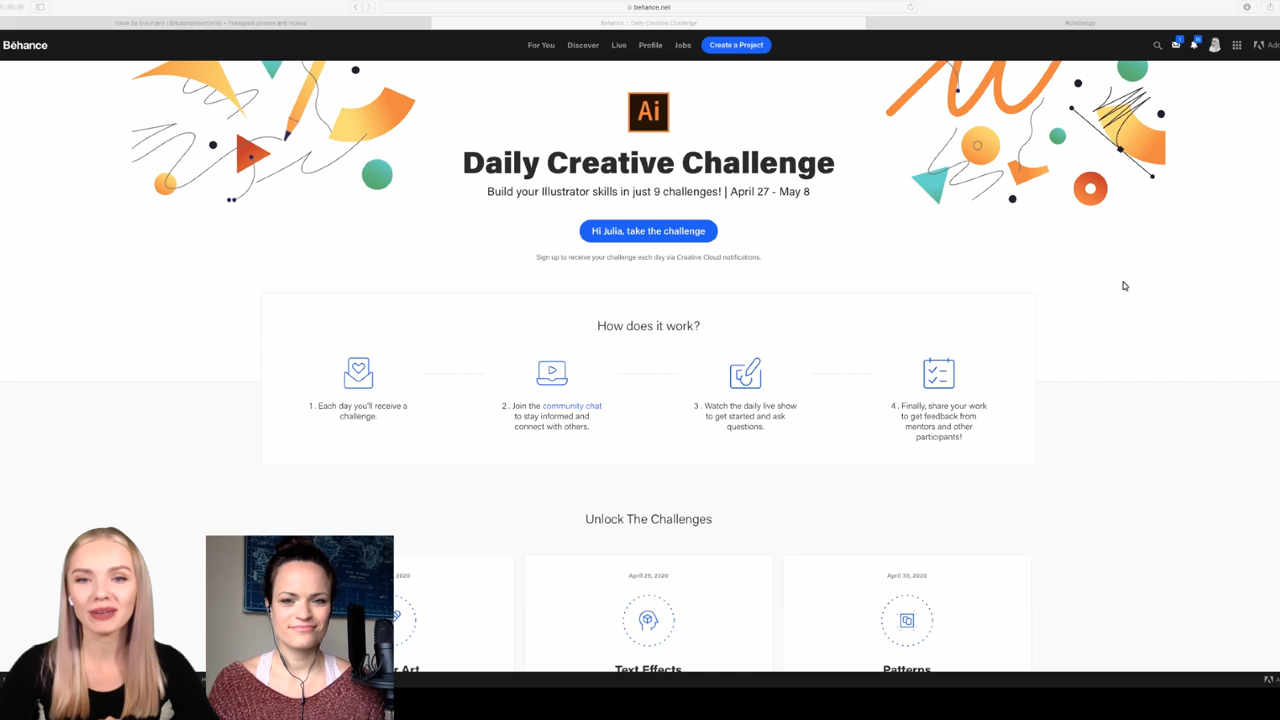 behance.net
Behance :: Daily Creative Challenge
#challenge
Bēhance
For You
Discover
Live
Profile
Jobs
Create a Project
Ai
Daily Creative Challenge
Build your Illustrator skills in just 9 challenges! | April 27 - May 8
Hi Julia, take the challenge
Sign up to receive your challenge each day via Creative Cloud notifications.
How does it work?
1 . Each day you'll receive a
challenge.
2 . Join the community chat
to stay informed and
connect with others.
3 . Watch the daily live show
to get started and ask
questions.
4 . Finally, share your work
to get feedback from
mentors and other
participants!
Unlock The Challenges
2020
April 29, 2020
April 30, 2020
Art
Text Effects
Patterns